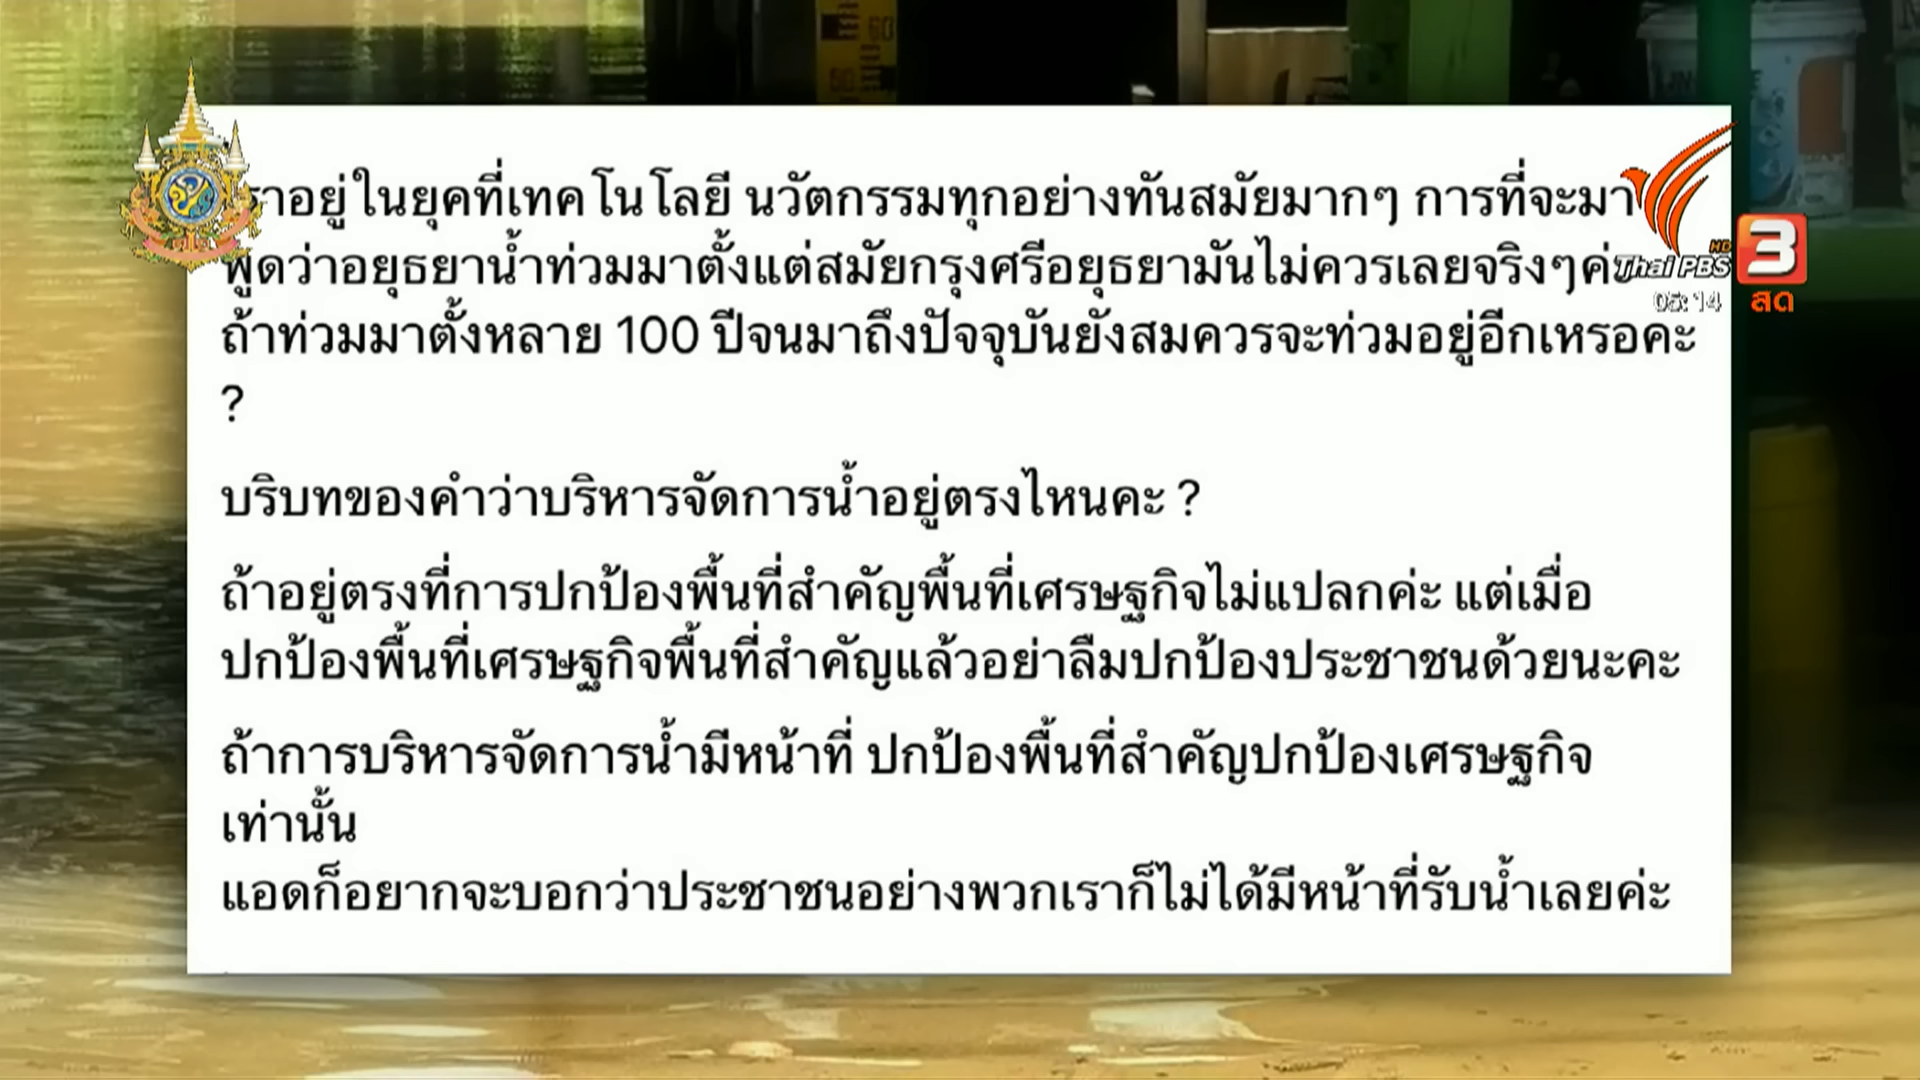 ราอยู่ในยุคที่เทคโนโลยี นวัตกรรมทุกอย่างทันสมัยมากๆ การที่จะมา
พูดว่าอยุธยาน้ำท่วมมาตั้งแต่สมัยกรุงศรีอยุธยามันไม่ควรเลยจริงๆค่ะ
ถ้าท่วมมาตั้งหลาย 100 ปีจนมาถึงปัจจุบันยังสมควรจะท่วมอยู่อีกเหรอคะ
?
บริบทของคำว่าบริหารจัดการน้ำอยู่ตรงไหนคะ ?
ถ้าอยู่ตรงที่การปกป้องพื้นที่สำคัญพื้นที่เศรษฐกิจไม่แปลกค่ะ แต่เมื่อ
ปกป้องพื้นที่เศรษฐกิจพื้นที่สำคัญแล้วอย่าลืมปกป้องประชาชนด้วยนะคะ
ถ้าการบริหารจัดการน้ำมีหน้าที่ ปกป้องพื้นที่สำคัญปกป้องเศรษฐกิจ
เท่านั้น
แอดก็อยากจะบอกว่าประชาชนอย่างพวกเราก็ไม่ได้มีหน้าที่รับน้ำเลยค่ะ
HD
Thai PBS
3
05:14
สด
60